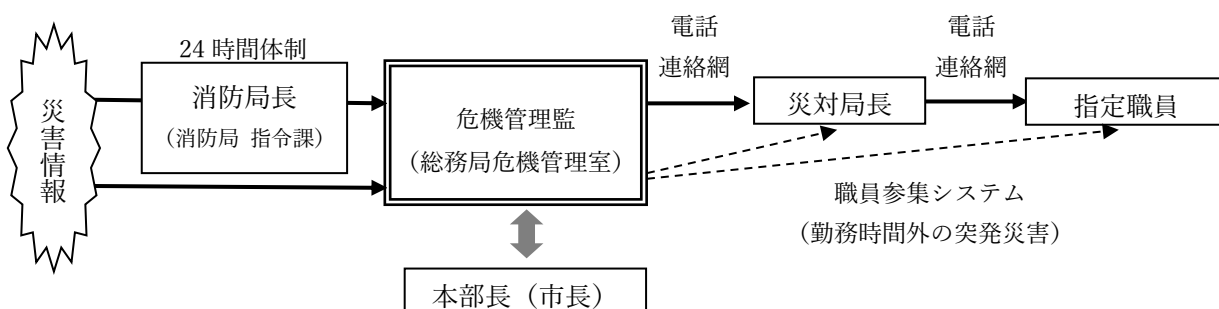 災害情報
24 時間体制
消防局長
（消防局 指令課）
危機管理監
（総務局危機管理室）
本部長（市長）
電話
連絡網
災対局長
電話
連絡網
指定職員
職員参集システム
（勤務時間外の突発災害）